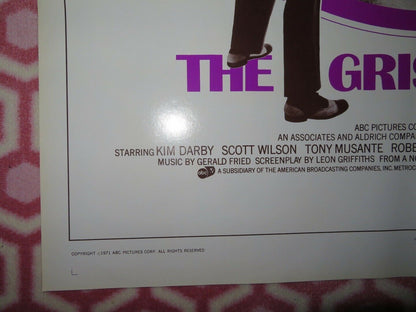 THE GRIS
ABC PICTURES CO
AN ASSOCIATES AND ALDRICH COMPA
STARRING KIM DARBY SCOTT WILSON TONY MUSANTE ROBE
MUSIC BY GERALD FRIED SCREENPLAY BY LEON GRIFFITHS FROM A NO
abc A SUBSIDIARY OF THE AMERICAN BROADCASTING COMPANIES, INC. METROC
COPYRIGHT ©1971 ABC PICTURES CORP. ALL RIGHTS RESERVED